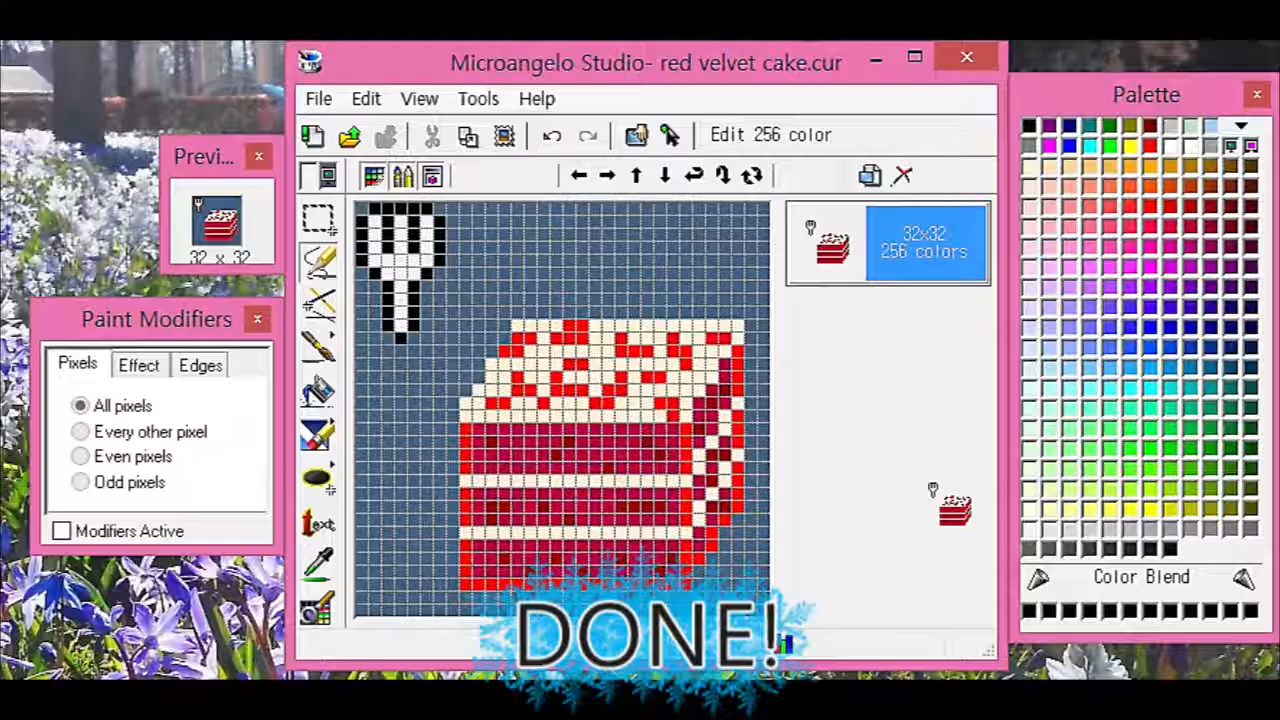 Microangelo Studio- red velvet cake.cur
File Edit View Tools Help
Edit 256 color
Previ...
32 x 32
Paint Modifiers
Pixels Effect Edges
All pixels
Every other pixel
Even pixels
Odd pixels
Modifiers Active
text
32x32
256 colors
Palette
Color Blend
DONE!